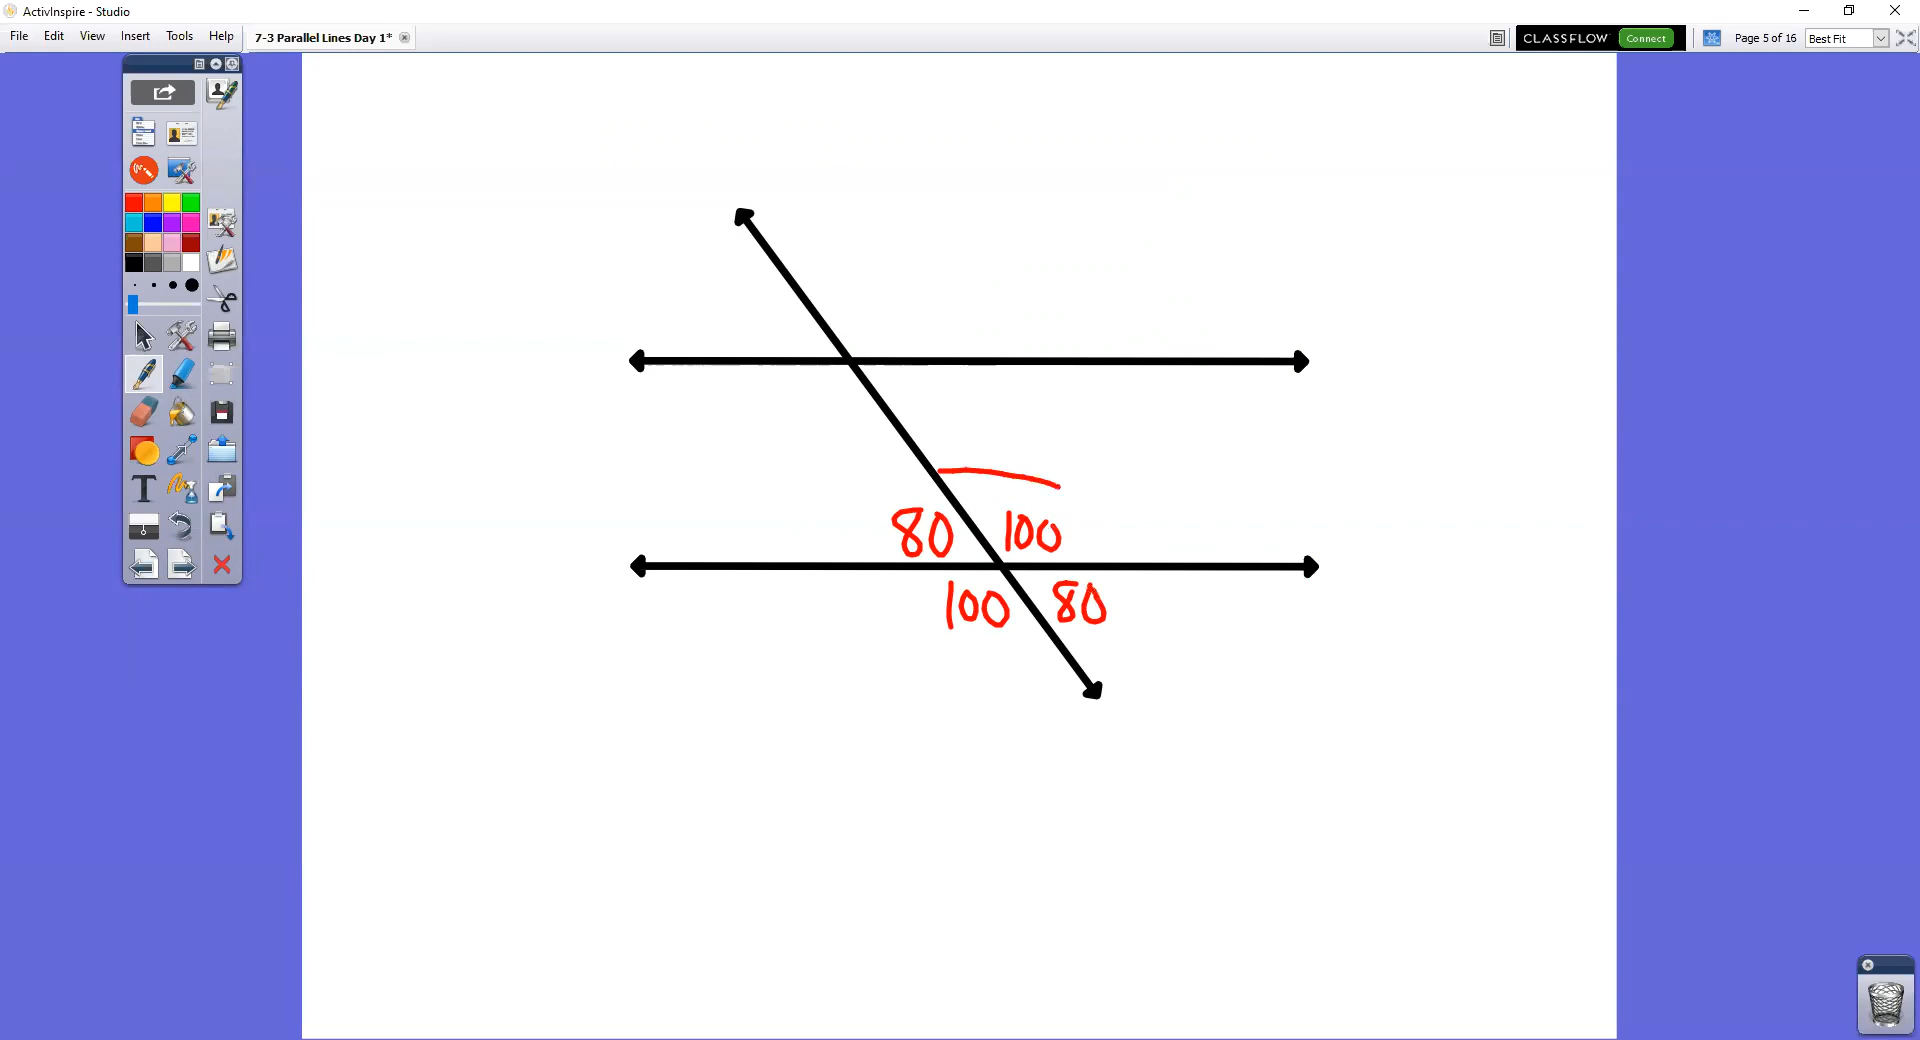 ActivInspire - Studio
File Edit View Insert Tools Help 7-3 Parallel Lines Day 1* CLASSFLOW Connect Page 5 of 16 Best Fit
80 100
100 80